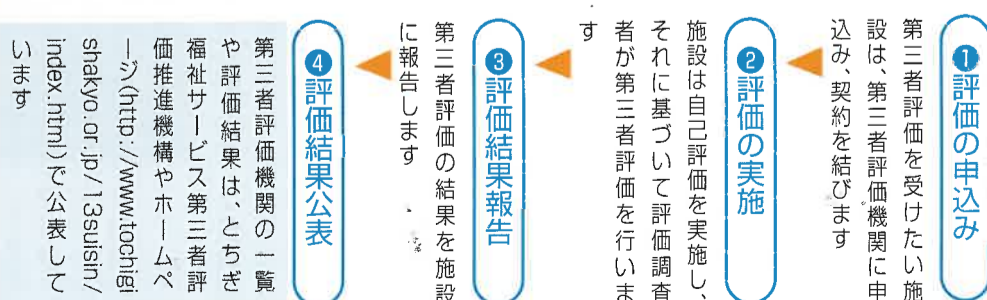 ❶評価の申込み
第三者評価を受けたい施
設は、第三者評価機関に申
込み、契約を結びます
❷評価の実施
施設は自己評価を実施し、
それに基づいて評価調査
者が第三者評価を行いま
す
❸評価結果報告
第三者評価の結果を施設
に報告します
❹評価結果公表
第三者評価機関の一覧
や評価結果は、とちぎ
福祉サービス第三者評
価推進機構やホームペ
ージ(http://www.tochigi
shakyo.or.jp/13suisin/
index.html)で公表して
います